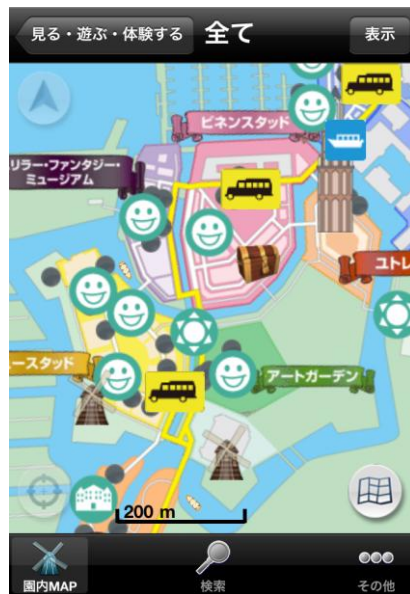 見る・遊ぶ・体験する
全て
表示
ビネンスタッド
リラー・ファンタジー・
ミュージアム
ユトレ
ースタッド
アートガーデン
200 m
園内MAP
検索
その他